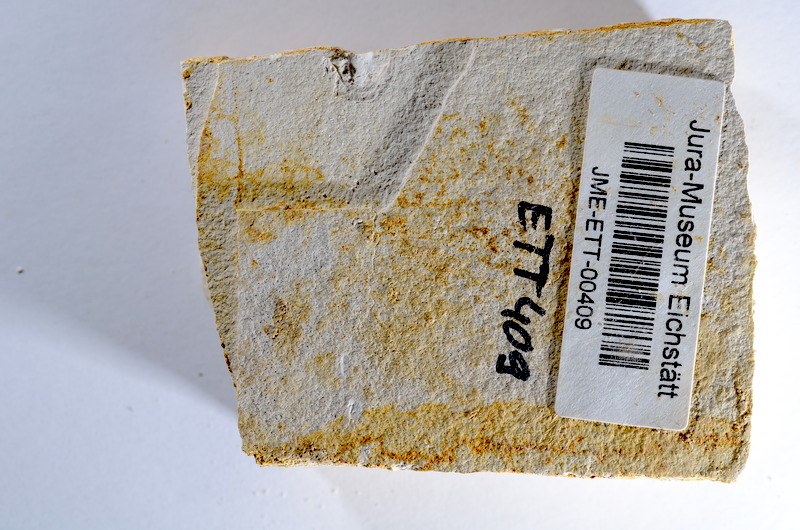 Jura-Museum Eichstätt
JME-ETT-00409
ETT 409